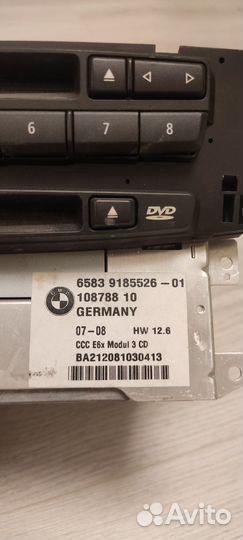 6 7 8
DVD
BMW
6583 9185526-01
108788 10
GERMANY
07-08 HW 12.6
CCC E6x Modul 3 CD
BA212081030413
Avito